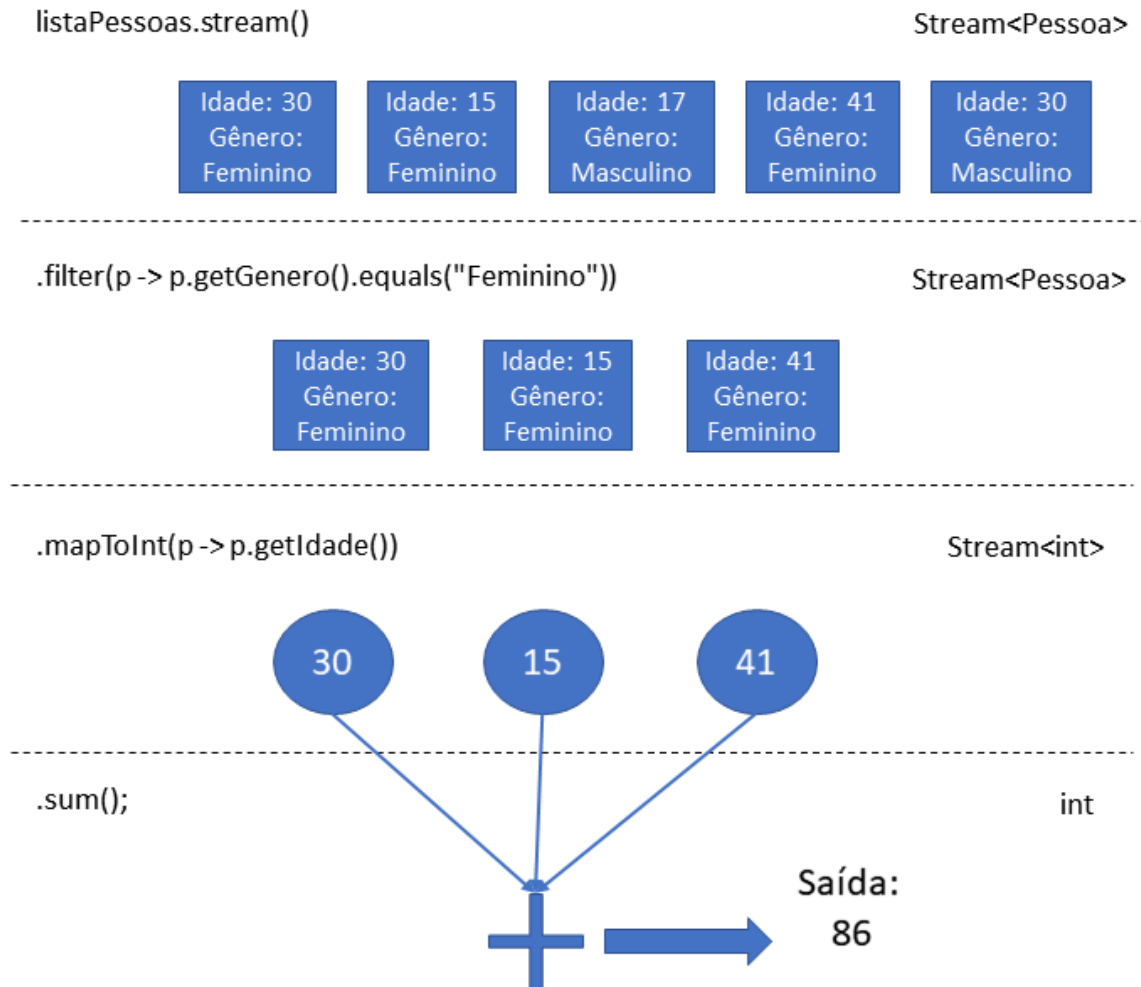 listaPessoas.stream() Stream<Pessoa>
Idade: 30
Gênero:
Feminino
Idade: 15
Gênero:
Feminino
Idade: 17
Gênero:
Masculino
Idade: 41
Gênero:
Feminino
Idade: 30
Gênero:
Masculino
.filter(p -> p.getGenero().equals("Feminino")) Stream<Pessoa>
Idade: 30
Gênero:
Feminino
Idade: 15
Gênero:
Feminino
Idade: 41
Gênero:
Feminino
.mapToInt(p -> p.getIdade()) Stream<int>
30
15
41
.sum(); int
Saída:
86